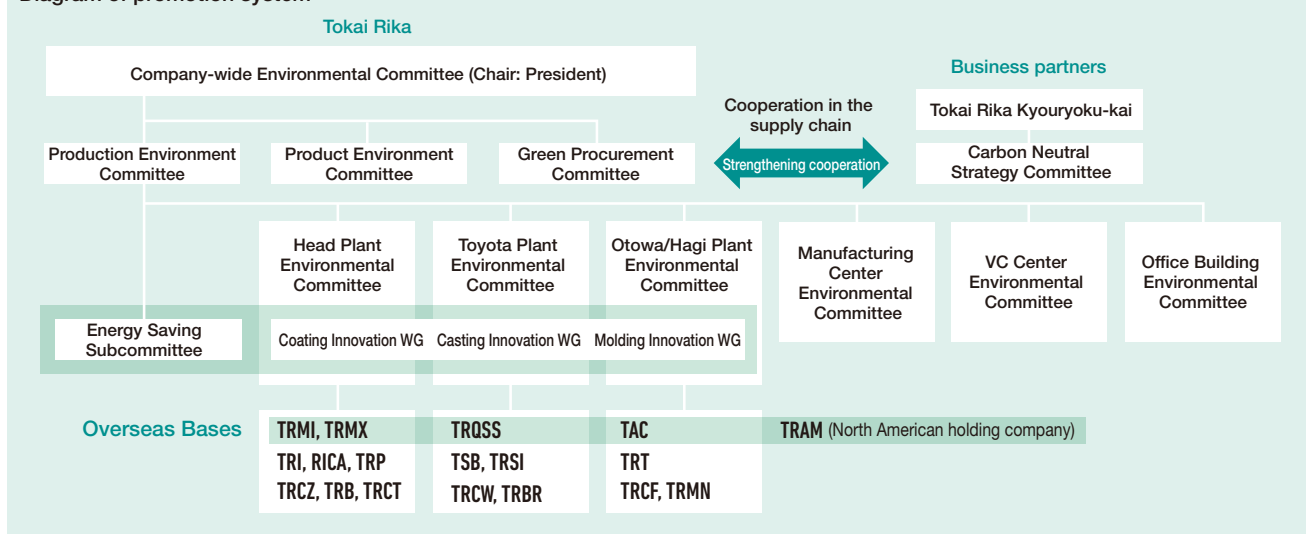 Diagram of promotion system
Tokai Rika
Company-wide Environmental Committee (Chair: President)
Business partners
Tokai Rika Kyouryoku-kai
Cooperation in the
supply chain
Strengthening cooperation
Production Environment
Committee
Product Environment
Committee
Green Procurement
Committee
Carbon Neutral
Strategy Committee
Head Plant
Environmental
Committee
Toyota Plant
Environmental
Committee
Otowa/Hagi Plant
Environmental
Committee
Manufacturing
Center
Environmental
Committee
VC Center
Environmental
Committee
Office Building
Environmental
Committee
Energy Saving
Subcommittee
Coating Innovation WG
Casting Innovation WG
Molding Innovation WG
Overseas Bases
TRMI, TRMX
TRI, RICA, TRP
TRCZ, TRB, TRCT
TRQSS
TSB, TRSI
TRCW, TRBR
TAC
TRT
TRCF, TRMN
TRAM (North American holding company)